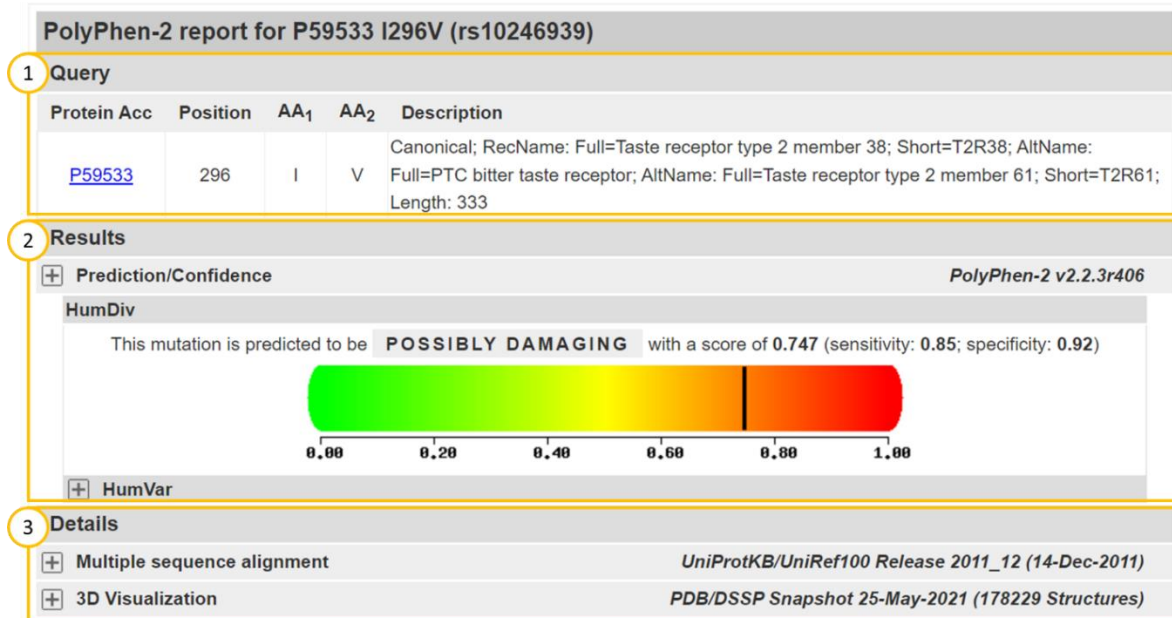 PolyPhen-2 report for P59533 I296V (rs10246939)
1 Query
Protein Acc Position AA1 AA2 Description
P59533 296 I V Canonical; RecName: Full=Taste receptor type 2 member 38; Short=T2R38; AltName:
Full=PTC bitter taste receptor; AltName: Full=Taste receptor type 2 member 61; Short=T2R61;
Length: 333
2 Results
+ Prediction/Confidence PolyPhen-2 v2.2.3r406
HumDiv
This mutation is predicted to be POSSIBLY DAMAGING with a score of 0.747 (sensitivity: 0.85; specificity: 0.92)
0.00 0.20 0.40 0.60 0.80 1.00
+ HumVar
3 Details
+ Multiple sequence alignment UniProtKB/UniRef100 Release 2011_12 (14-Dec-2011)
+ 3D Visualization PDB/DSSP Snapshot 25-May-2021 (178229 Structures)